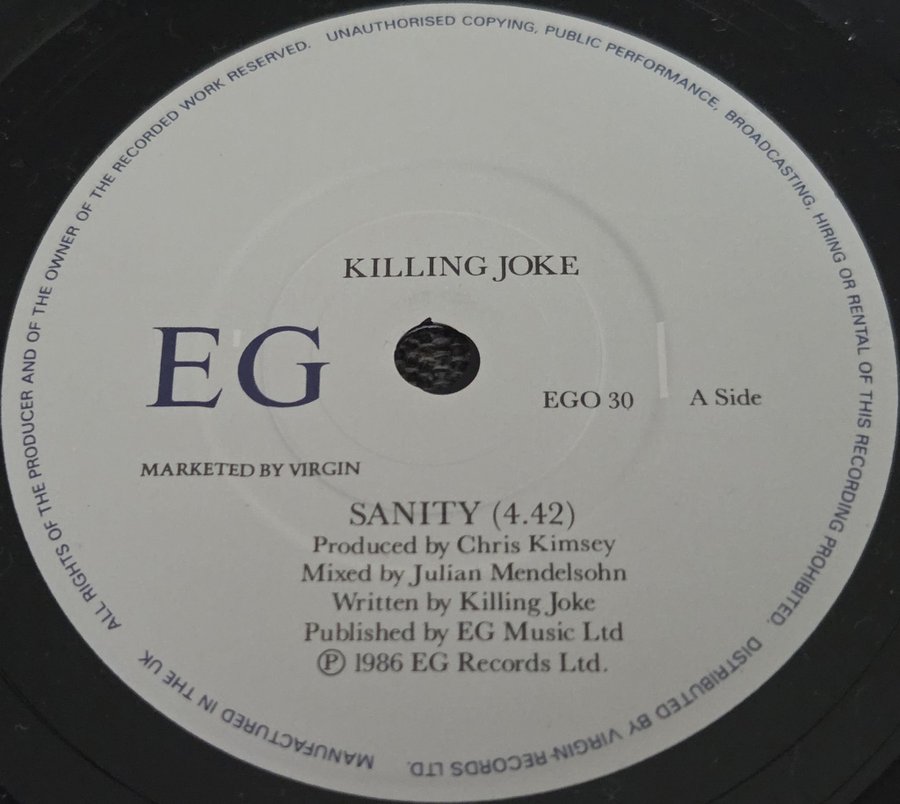 ALL RIGHTS OF THE PRODUCER AND OF THE OWNER OF THE RECORDED WORK RESERVED. UNAUTHORISED COPYING, PUBLIC PERFORMANCE, BROADCASTING, HIRING OR RENTAL OF THIS RECORDING PROHIBITED. DISTRIBUTED BY VIRGIN RECORDS LTD. MANUFACTURED IN THE UK
KILLING JOKE
EG
EGO 30 A Side
MARKETED BY VIRGIN
SANITY (4.42)
Produced by Chris Kimsey
Mixed by Julian Mendelsohn
Written by Killing Joke
Published by EG Music Ltd
℗ 1986 EG Records Ltd.